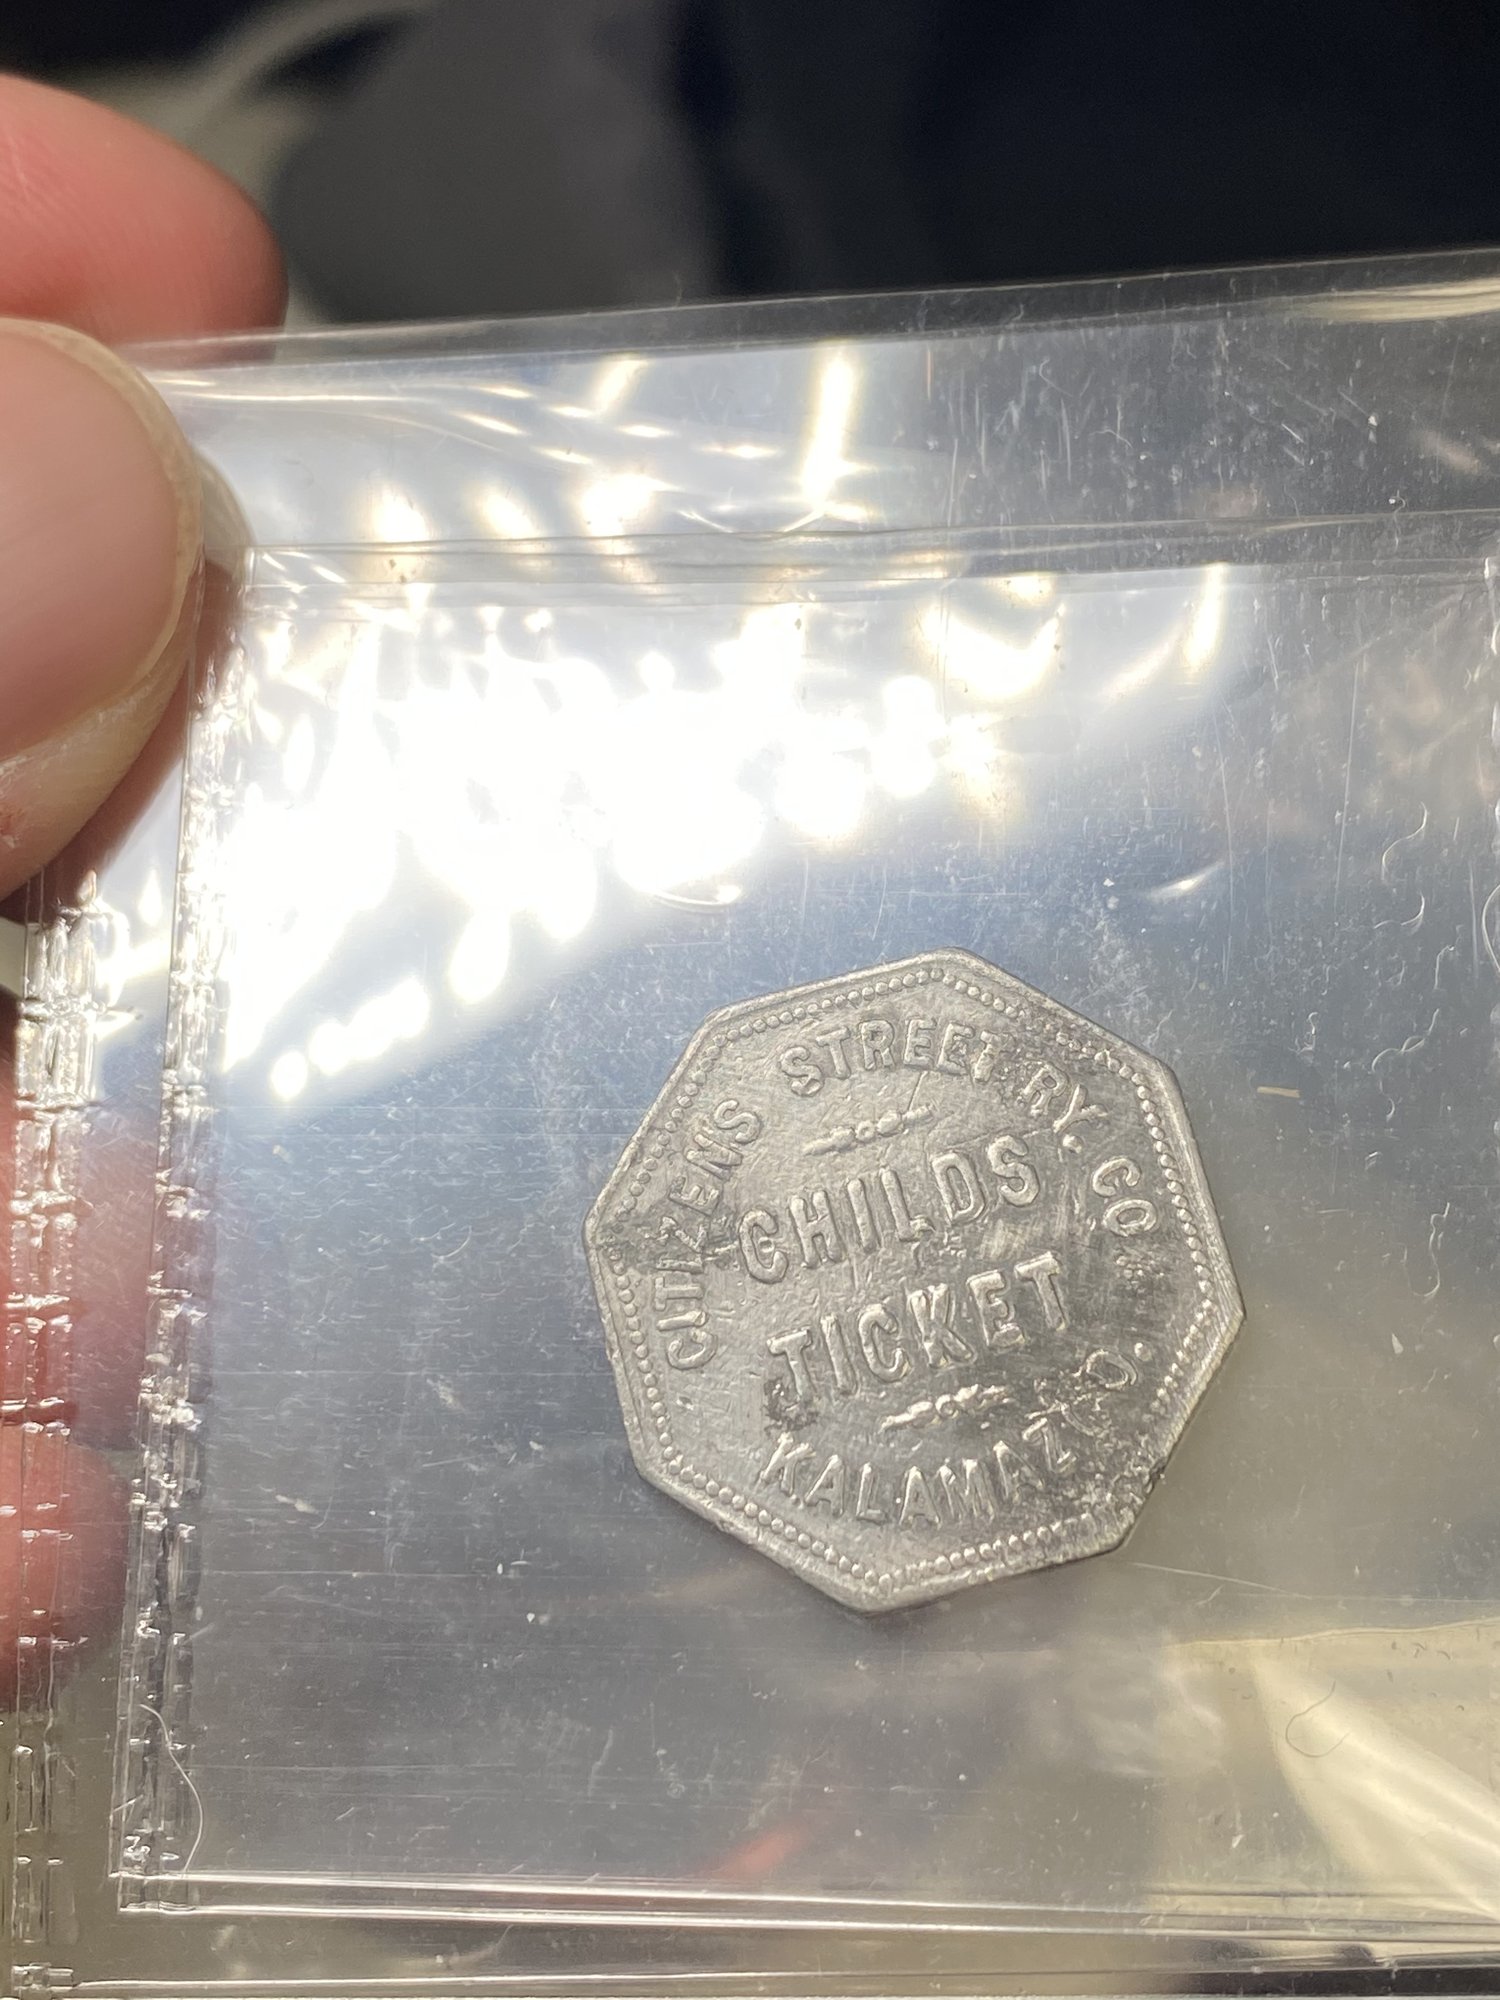 CITIZENS STREET RY. CO.
CHILDS
TICKET
KALAMAZOO.